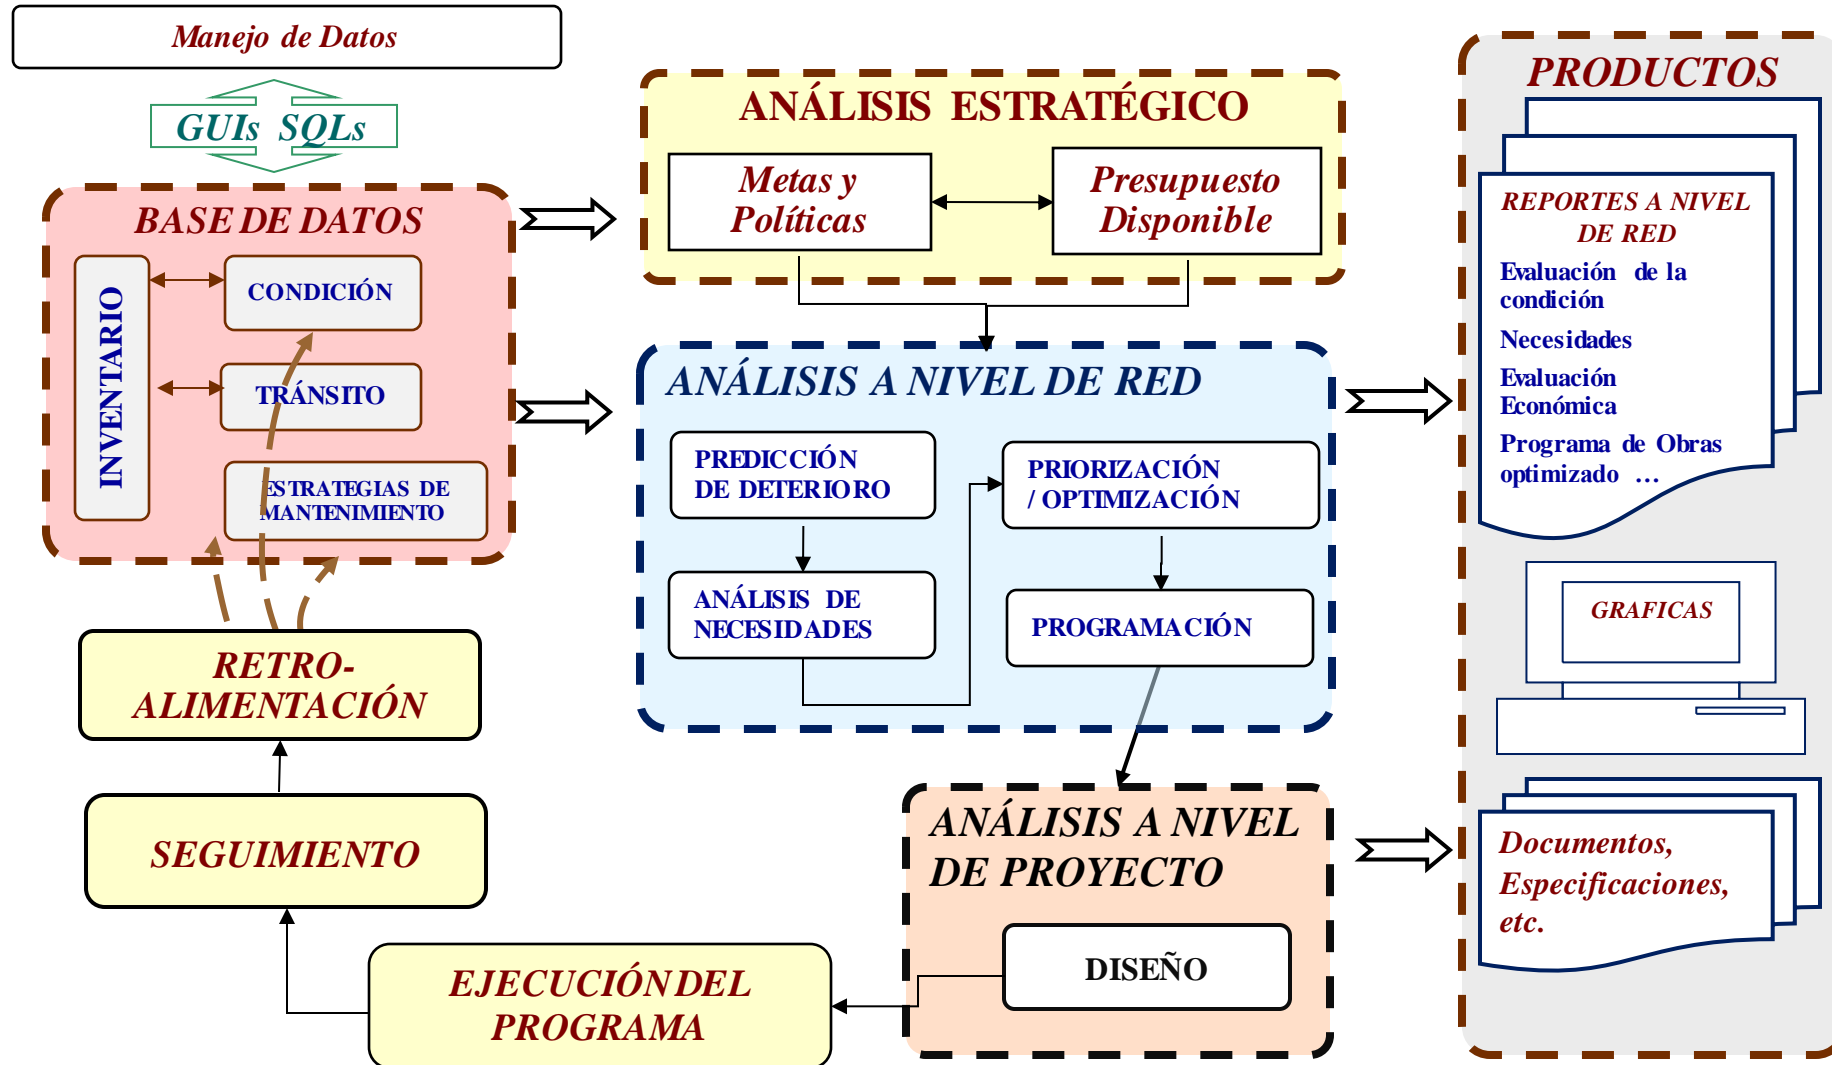 Manejo de Datos
GUIs SQLs
BASE DE DATOS
INVENTARIO
CONDICIÓN
TRÁNSITO
ESTRATEGIAS DE
MANTENIMIENTO
ANÁLISIS ESTRATÉGICO
Metas y
Políticas
Presupuesto
Disponible
ANÁLISIS A NIVEL DE RED
PREDICCIÓN
DE DETERIORO
ANÁLISIS DE
NECESIDADES
PRIORIZACIÓN
/ OPTIMIZACIÓN
PROGRAMACIÓN
ANÁLISIS A NIVEL
DE PROYECTO
DISEÑO
EJECUCIÓN DEL
PROGRAMA
SEGUIMIENTO
RETRO-
ALIMENTACIÓN
PRODUCTOS
REPORTES A NIVEL
DE RED
Evaluación de la
condición
Necesidades
Evaluación
Económica
Programa de Obras
optimizado …
GRAFICAS
Documentos,
Especificaciones,
etc.